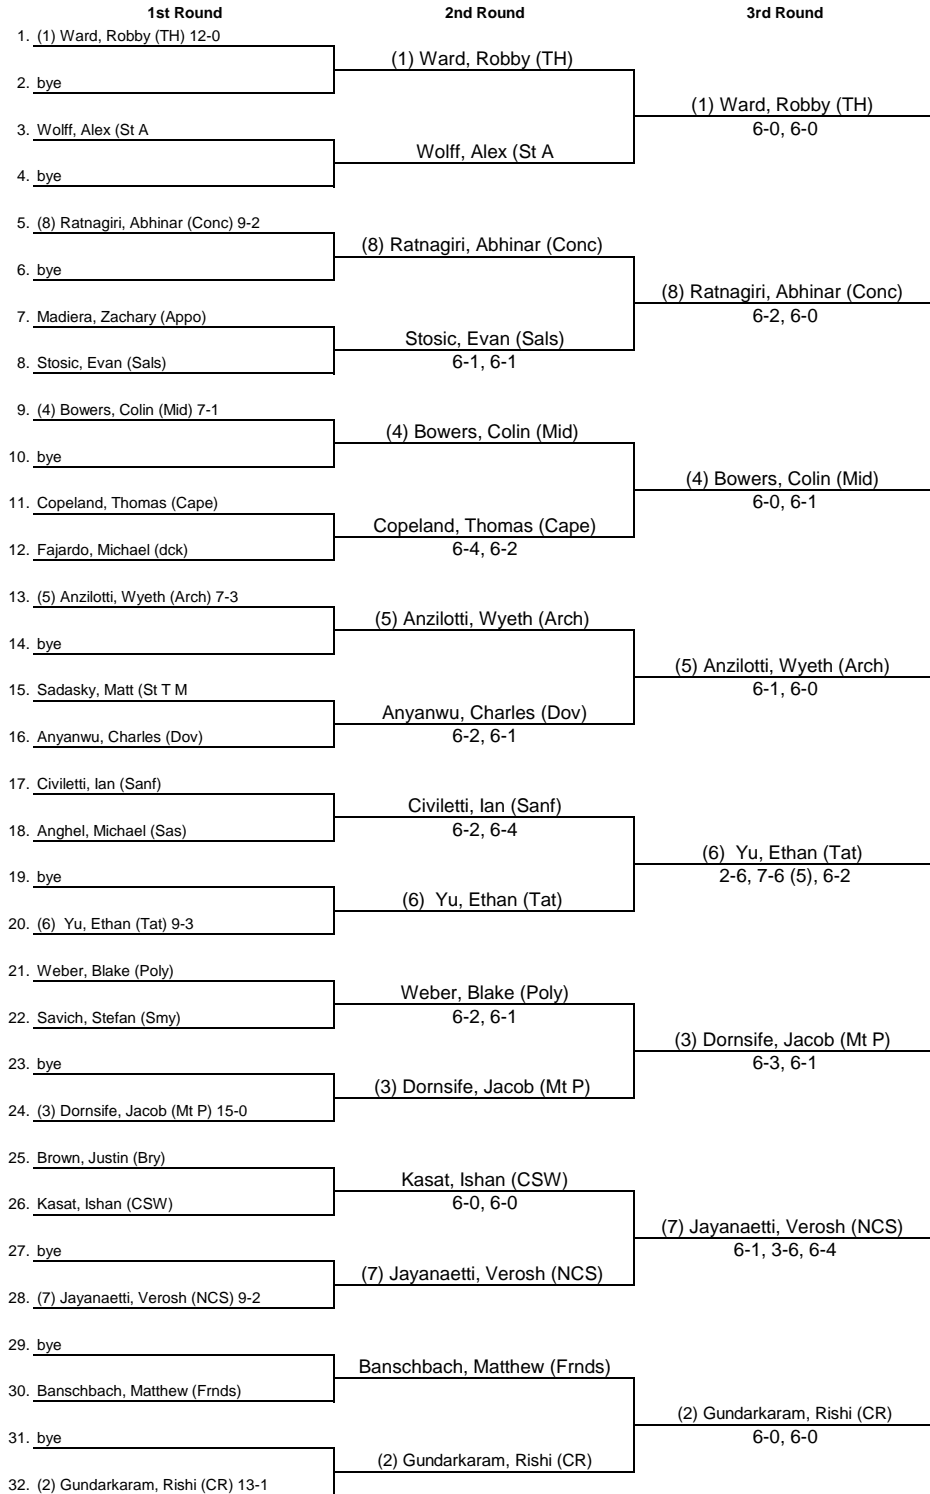 1st Round
2nd Round
3rd Round
1. (1) Ward, Robby (TH) 12-0
(1) Ward, Robby (TH)
2. bye
(1) Ward, Robby (TH)
6-0, 6-0
3. Wolff, Alex (St A
Wolff, Alex (St A
4. bye
5. (8) Ratnagiri, Abhinar (Conc) 9-2
(8) Ratnagiri, Abhinar (Conc)
6. bye
(8) Ratnagiri, Abhinar (Conc)
6-2, 6-0
7. Madiera, Zachary (Appo)
Stosic, Evan (Sals)
6-1, 6-1
8. Stosic, Evan (Sals)
9. (4) Bowers, Colin (Mid) 7-1
(4) Bowers, Colin (Mid)
10. bye
(4) Bowers, Colin (Mid)
6-0, 6-1
11. Copeland, Thomas (Cape)
Copeland, Thomas (Cape)
6-4, 6-2
12. Fajardo, Michael (dck)
13. (5) Anzilotti, Wyeth (Arch) 7-3
(5) Anzilotti, Wyeth (Arch)
14. bye
(5) Anzilotti, Wyeth (Arch)
6-1, 6-0
15. Sadasky, Matt (St T M
Anyanwu, Charles (Dov)
6-2, 6-1
16. Anyanwu, Charles (Dov)
17. Civiletti, Ian (Sanf)
Civiletti, Ian (Sanf)
6-2, 6-4
18. Anghel, Michael (Sas)
(6) Yu, Ethan (Tat)
2-6, 7-6 (5), 6-2
19. bye
(6) Yu, Ethan (Tat)
20. (6) Yu, Ethan (Tat) 9-3
21. Weber, Blake (Poly)
Weber, Blake (Poly)
6-2, 6-1
22. Savich, Stefan (Smy)
(3) Dornsife, Jacob (Mt P)
6-3, 6-1
23. bye
(3) Dornsife, Jacob (Mt P)
24. (3) Dornsife, Jacob (Mt P) 15-0
25. Brown, Justin (Bry)
Kasat, Ishan (CSW)
6-0, 6-0
26. Kasat, Ishan (CSW)
(7) Jayanaetti, Verosh (NCS)
6-1, 3-6, 6-4
27. bye
(7) Jayanaetti, Verosh (NCS)
28. (7) Jayanaetti, Verosh (NCS) 9-2
29. bye
Banschbach, Matthew (Frnds)
30. Banschbach, Matthew (Frnds)
(2) Gundarkaram, Rishi (CR)
6-0, 6-0
31. bye
(2) Gundarkaram, Rishi (CR)
32. (2) Gundarkaram, Rishi (CR) 13-1